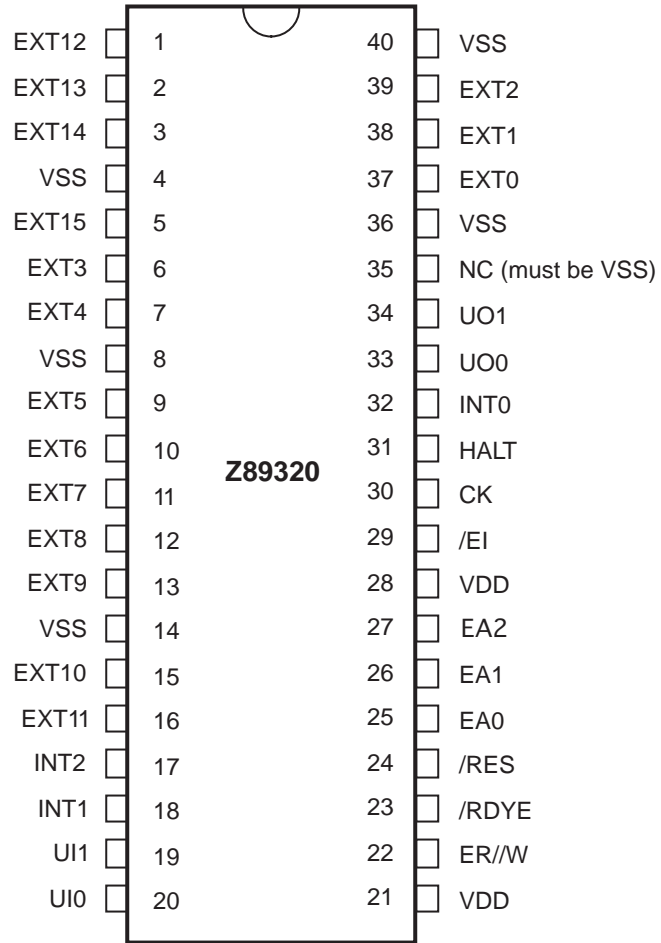 EXT12 1 40 VSS
EXT13 2 39 EXT2
EXT14 3 38 EXT1
VSS 4 37 EXT0
EXT15 5 36 VSS
EXT3 6 35 NC (must be VSS)
EXT4 7 34 UO1
VSS 8 33 UO0
EXT5 9 32 INT0
EXT6 10 31 HALT
Z89320
EXT7 11 30 CK
EXT8 12 29 /EI
EXT9 13 28 VDD
VSS 14 27 EA2
EXT10 15 26 EA1
EXT11 16 25 EA0
INT2 17 24 /RES
INT1 18 23 /RDYE
UI1 19 22 ER//W
UI0 20 21 VDD